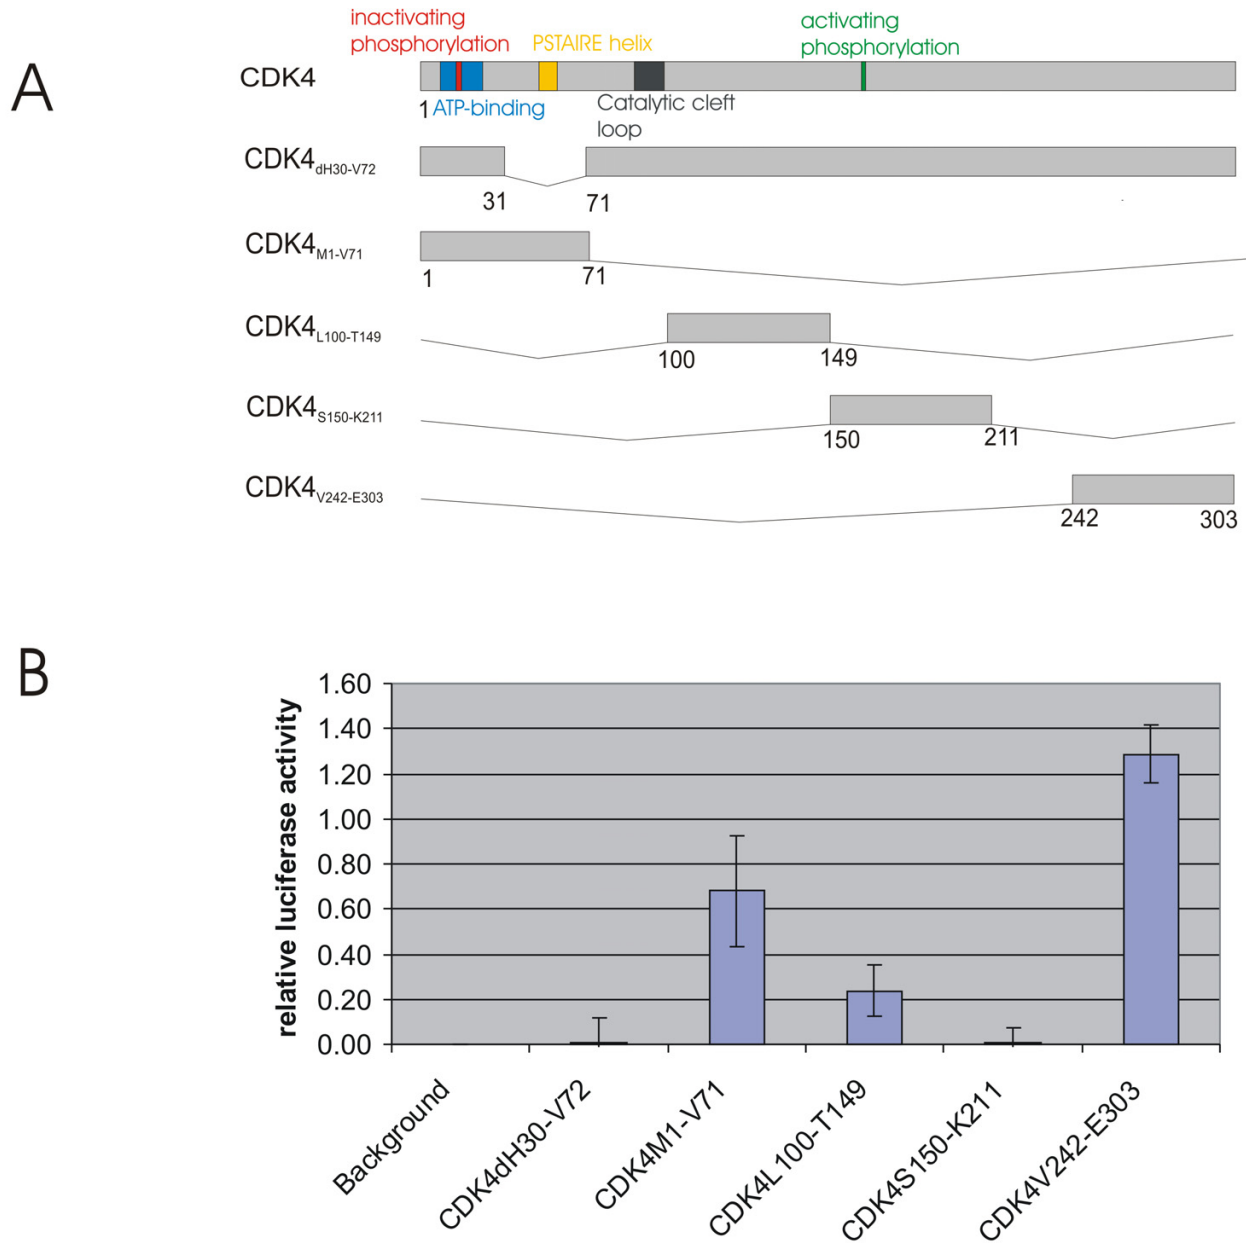 A
inactivating
phosphorylation
PSTAIRE helix
activating
phosphorylation
CDK4
1
ATP-binding
Catalytic cleft
loop
CDK4dH30-V72
31
71
CDK4M1-V71
1
71
CDK4L100-T149
100
149
CDK4S150-K211
150
211
CDK4V242-E303
242
303
B
relative luciferase activity
1.60
1.40
1.20
1.00
0.80
0.60
0.40
0.20
0.00
Background
CDK4dH30-V72
CDK4M1-V71
CDK4L100-T149
CDK4S150-K211
CDK4V242-E303